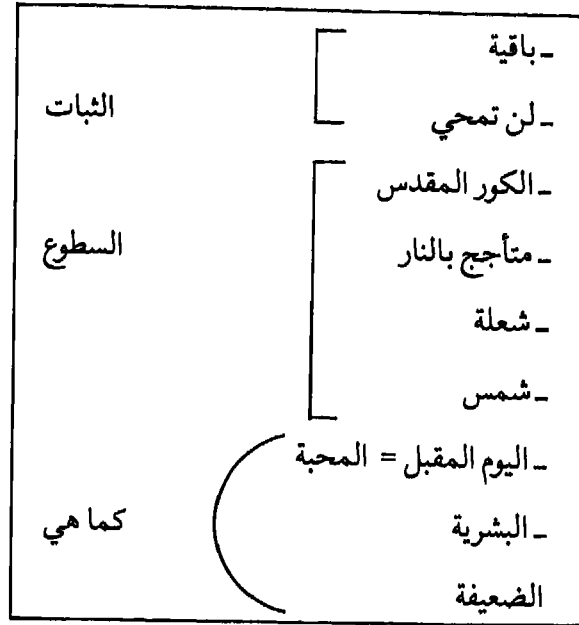 - باقية
- لن تمحي
الثبات
- الكور المقدس
- متأجج بالنار
السطوع
- شعلة
- شمس
- اليوم المقبل = المحبة
- البشرية
كما هي
الضعيفة